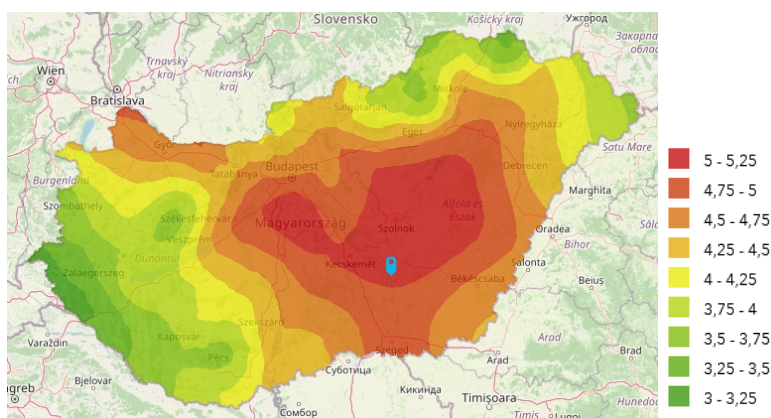 Slovensko
Košický kraj
Ужгород
Закарпа
обла
Wien
Trnavský
kraj
Nitriansky
kraj
Bratislava
Miskolc
Salgótarján
Nyíregyháza
Eger
Satu Mare
Győr
Tatabánya
Budapest
Debrecen
Burgenland
Marghita
Szombathely
Székesfehérvár
Magyarország
Alföld és
Észak
Szolnok
Oradea
Veszprém
Bihor
Dunántúl
Kecskemét
Salonta
Zalaegerszeg
Békéscsaba
Beiuș
Szekszárd
Kaposvár
Arad
Varaždin
Pécs
Szeged
Arad
Brad
Суботица
Bjelovar
Кикинда
Timișoara
Hunedo
Сомбор
Timiș
Lugoj
5 - 5,25
4,75 - 5
4,5 - 4,75
4,25 - 4,5
4 - 4,25
3,75 - 4
3,5 - 3,75
3,25 - 3,5
3 - 3,25